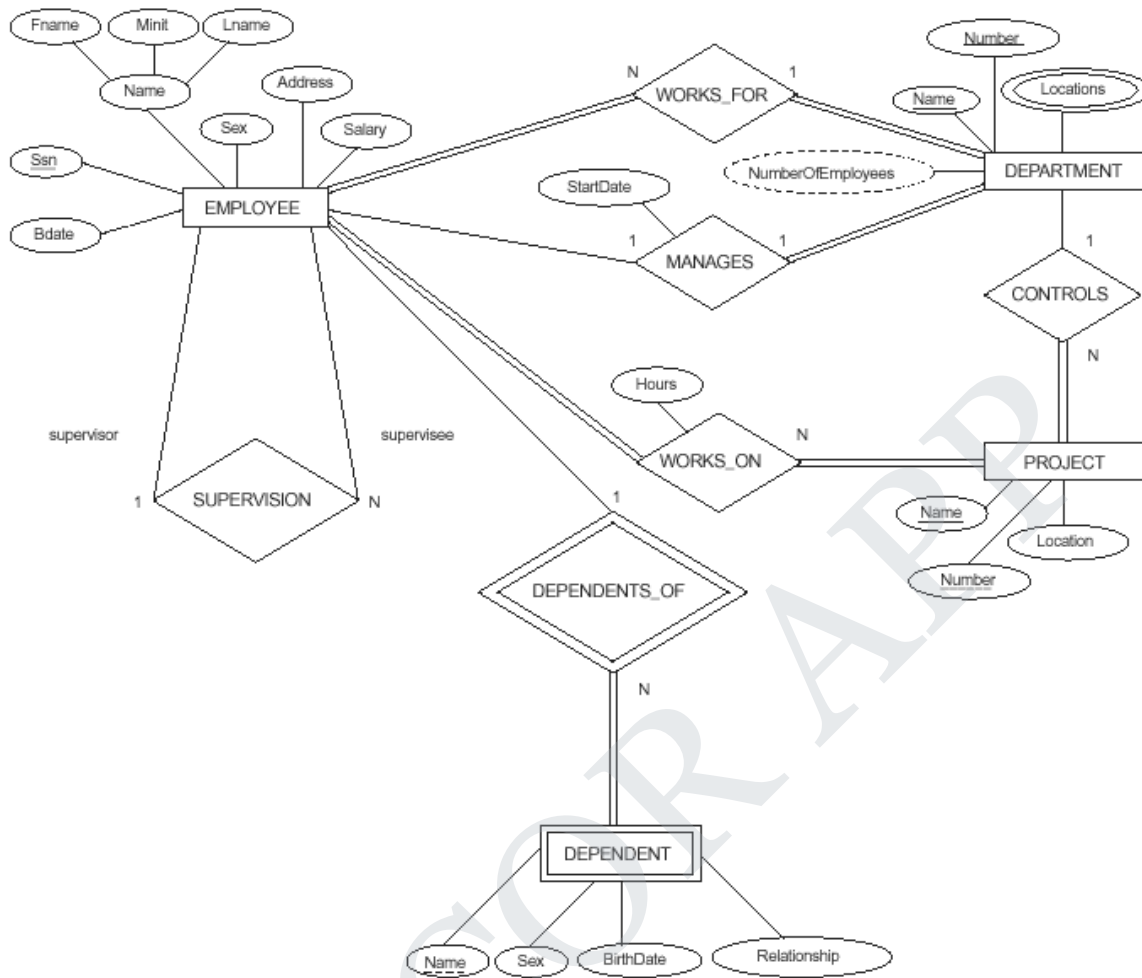 Fname
Minit
Lname
Number
Name
Address
N
1
WORKS_FOR
Locations
Name
Sex
Salary
Ssn
NumberOfEmployees
DEPARTMENT
StartDate
EMPLOYEE
Bdate
1
MANAGES
1
1
CONTROLS
N
Hours
supervisor
supervisee
N
WORKS_ON
PROJECT
1
SUPERVISION
N
1
Name
Location
Number
DEPENDENTS_OF
N
DEPENDENT
Name
Sex
BirthDate
Relationship
COR APP